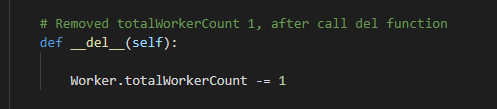 # Removed totalWorkerCount 1, after call del function
def __del__(self):
Worker.totalWorkerCount -= 1